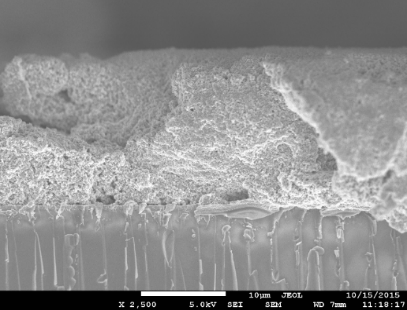 10µm JEOL 10/15/2015
X 2,500 5.0kV SEI SEM WD 7mm 11:18:17